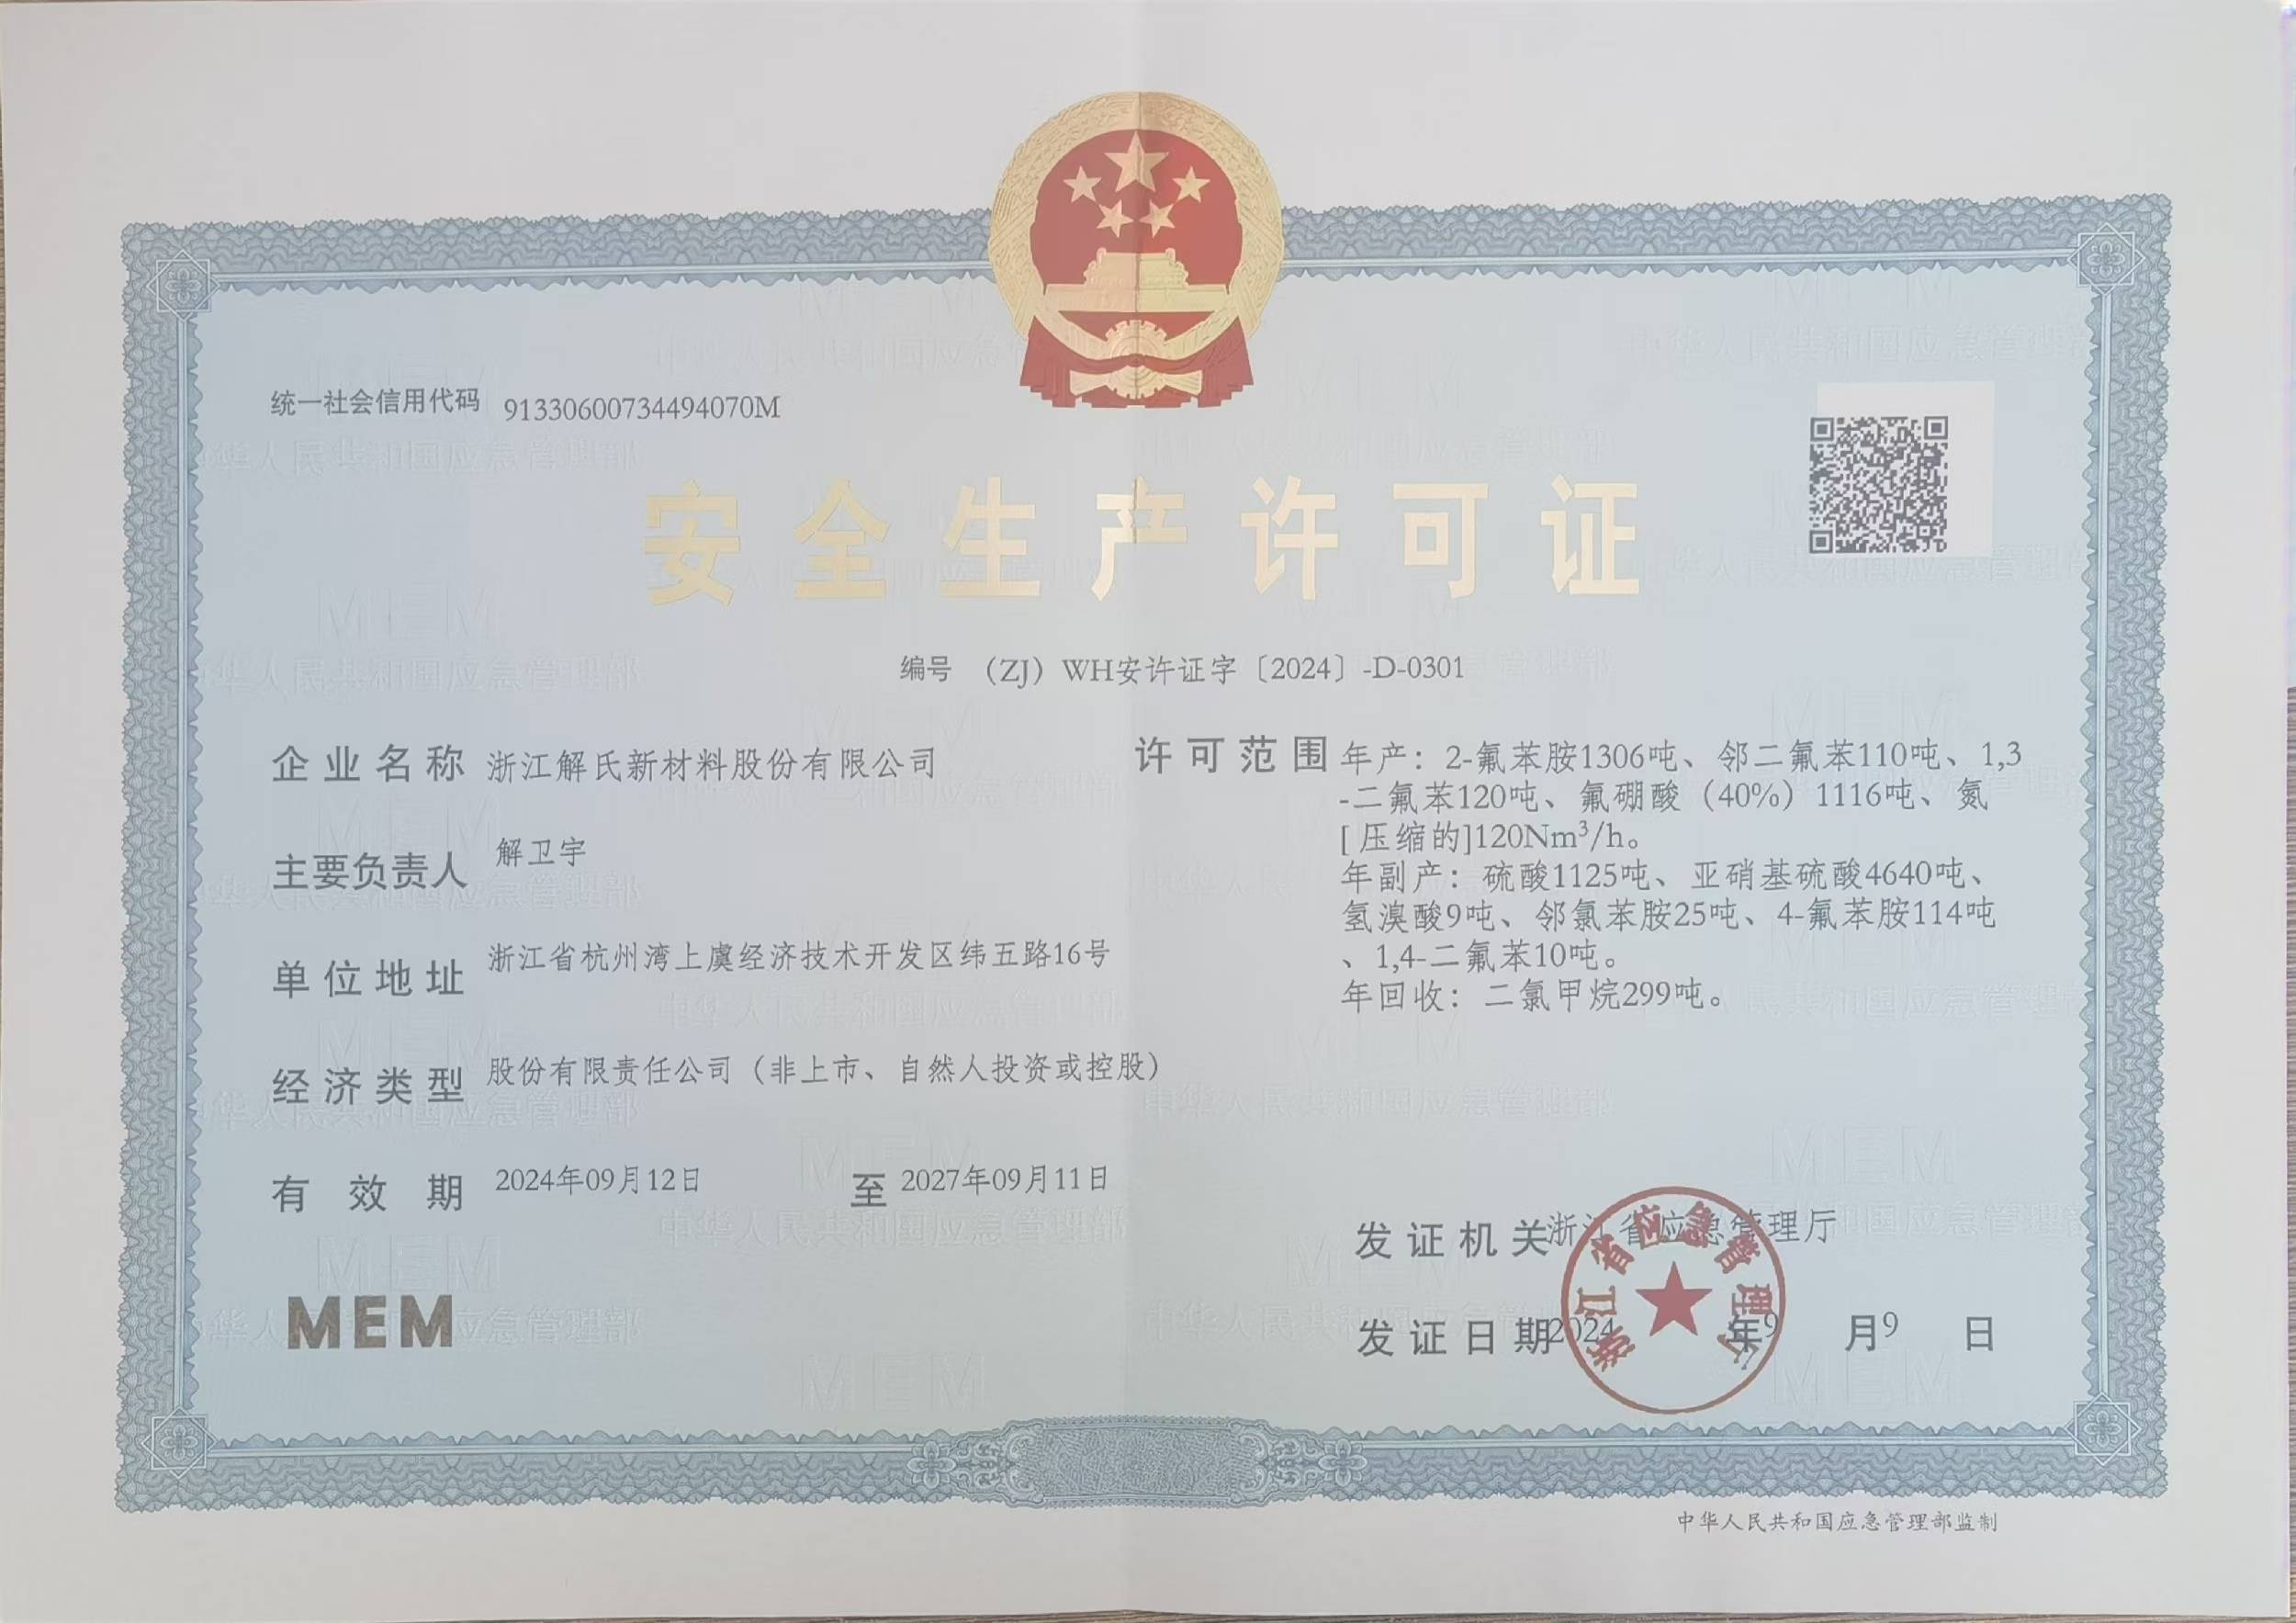 统一社会信用代码 91330600734494070M
安全生产许可证
编号 （ZJ）WH安许证字〔2024〕-D-0301
企业名称 浙江解氏新材料股份有限公司
主要负责人 解卫宇
单位地址 浙江省杭州湾上虞经济技术开发区纬五路16号
经济类型 股份有限责任公司（非上市、自然人投资或控股）
有效期 2024年09月12日 至 2027年09月11日
MEM
许可范围 年产：2-氟苯胺1306吨、邻二氟苯110吨、1,3
-二氟苯120吨、氟硼酸（40%）1116吨、氮
[压缩的]120Nm³/h。
年副产：硫酸1125吨、亚硝基硫酸4640吨、
氢溴酸9吨、邻氯苯胺25吨、4-氟苯胺114吨
、1,4-二氟苯10吨。
年回收：二氯甲烷299吨。
发证机关 浙江省应急管理厅
发证日期 2024 年 9 月 9 日
浙江省应急管理厅
中华人民共和国应急管理部监制